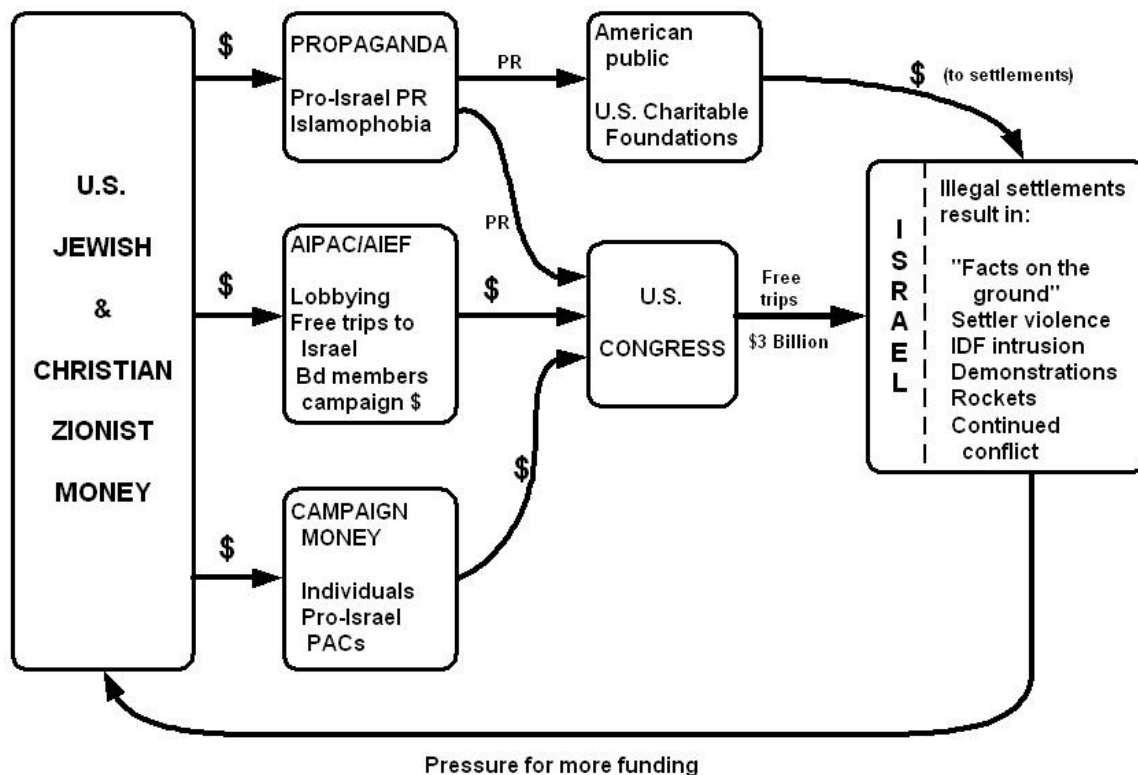 U.S.
JEWISH
&
CHRISTIAN
ZIONIST
MONEY
$
PROPAGANDA
Pro-Israel PR
Islamophobia
PR
American
public
U.S. Charitable
Foundations
$ (to settlements)
PR
$
AIPAC/AIEF
Lobbying
Free trips to
Israel
Bd members
campaign $
$
U.S.
CONGRESS
Free
trips
$3 Billion
ISRAEL
Illegal settlements
result in:
"Facts on the
ground"
Settler violence
IDF intrusion
Demonstrations
Rockets
Continued
conflict
$
CAMPAIGN
MONEY
Individuals
Pro-Israel
PACs
$
Pressure for more funding